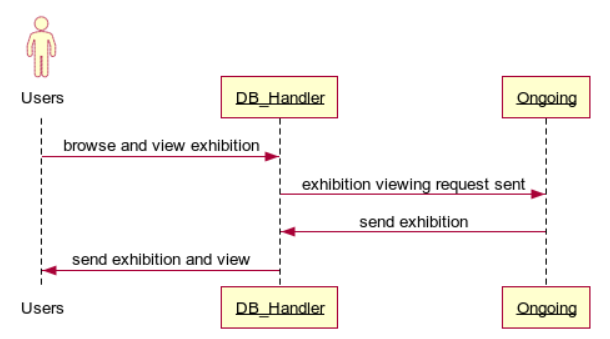 Users
DB_Handler
Ongoing
browse and view exhibition
exhibition viewing request sent
send exhibition
send exhibition and view
Users
DB_Handler
Ongoing